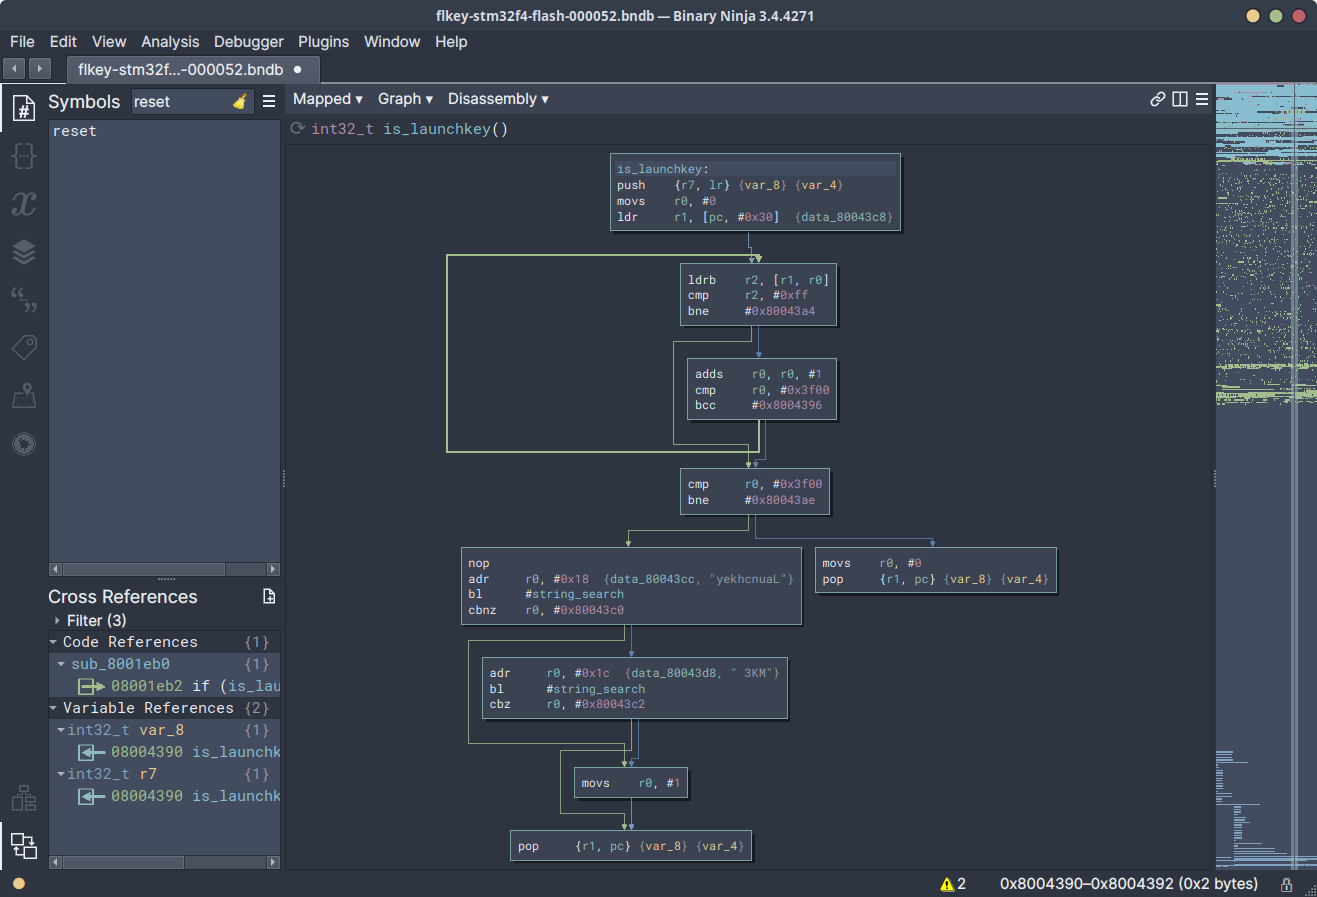 flkey-stm32f4-flash-000052.bndb — Binary Ninja 3.4.4271
File Edit View Analysis Debugger Plugins Window Help
flkey-stm32f...-000052.bndb ●
Symbols reset
reset
Cross References
Filter (3)
Code References {1}
sub_8001eb0 {1}
08001eb2 if (is_lau
Variable References {2}
int32_t var_8 {1}
08004390 is_launchk
int32_t r7 {1}
08004390 is_launchk
Mapped ▾ Graph ▾ Disassembly ▾
int32_t is_launchkey()
is_launchkey:
push {r7, lr} {var_8} {var_4}
movs r0, #0
ldr r1, [pc, #0x30] {data_80043c8}
ldrb r2, [r1, r0]
cmp r2, #0xff
bne #0x80043a4
adds r0, r0, #1
cmp r0, #0x3f00
bcc #0x8004396
cmp r0, #0x3f00
bne #0x80043ae
nop
adr r0, #0x18 {data_80043cc, "yekhcnuaL"}
bl #string_search
cbnz r0, #0x80043c0
movs r0, #0
pop {r1, pc} {var_8} {var_4}
adr r0, #0x1c {data_80043d8, " 3KM"}
bl #string_search
cbz r0, #0x80043c2
movs r0, #1
pop {r1, pc} {var_8} {var_4}
2 0x8004390–0x8004392 (0x2 bytes)